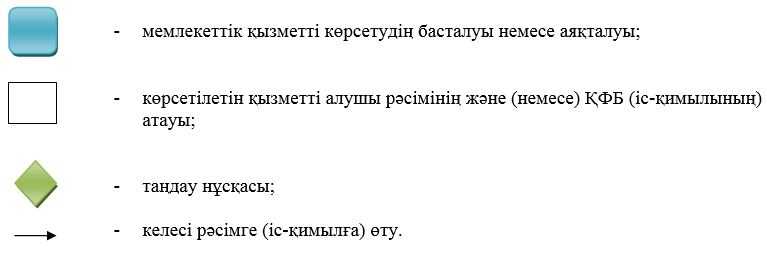 - мемлекеттік қызметті көрсетудің басталуы немесе аяқталуы;
- көрсетілетін қызметті алушы рәсімінің және (немесе) ҚФБ (іс-қимылының)
атауы;
- таңдау нұсқасы;
- келесі рәсімге (іс-қимылға) өту.